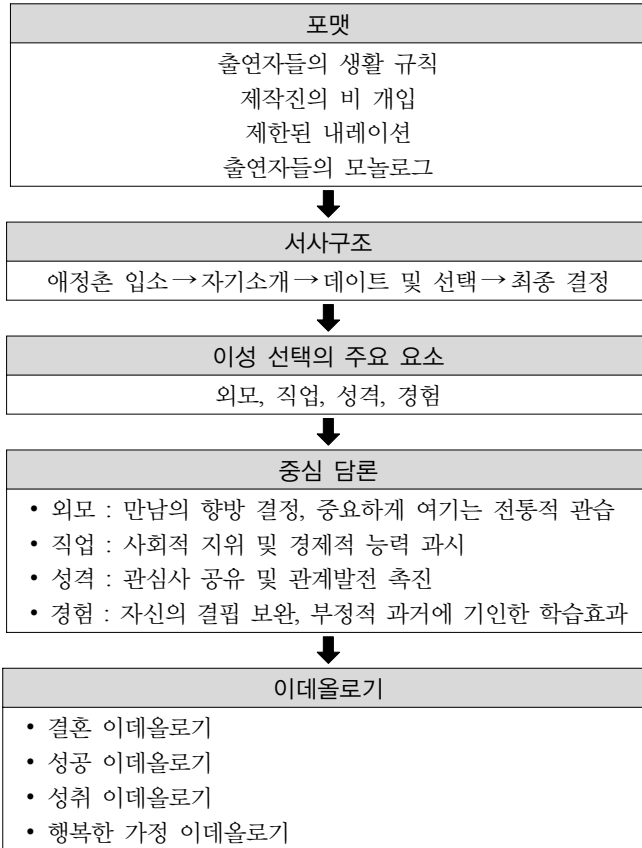 포맷
출연자들의 생활 규칙
제작진의 비 개입
제한된 내레이션
출연자들의 모놀로그
서사구조
애정촌 입소→자기소개→데이트 및 선택→최종 결정
이성 선택의 주요 요소
외모, 직업, 성격, 경험
중심 담론
• 외모 : 만남의 향방 결정, 중요하게 여기는 전통적 관습
• 직업 : 사회적 지위 및 경제적 능력 과시
• 성격 : 관심사 공유 및 관계발전 촉진
• 경험 : 자신의 결핍 보완, 부정적 과거에 기인한 학습효과
이데올로기
• 결혼 이데올로기
• 성공 이데올로기
• 성취 이데올로기
• 행복한 가정 이데올로기